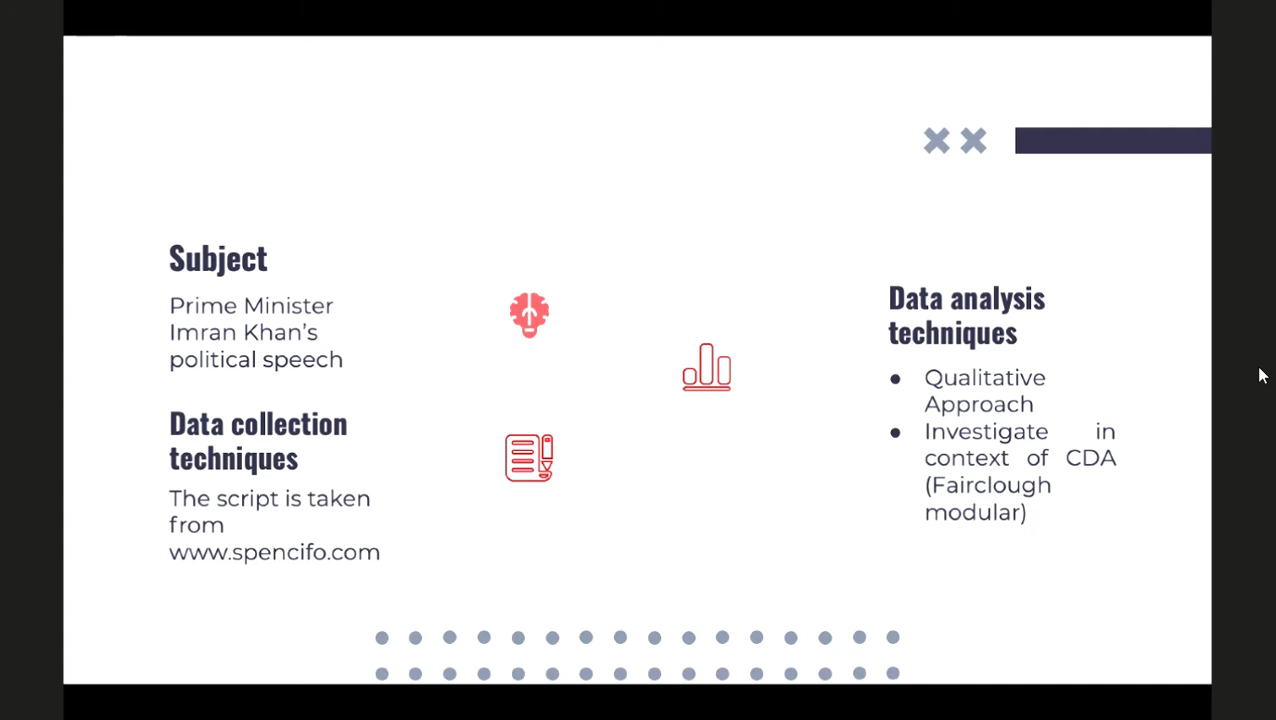 Subject
Prime Minister
Imran Khan's
political speech
Data collection
techniques
The script is taken
from
www.spencifo.com
Data analysis
techniques
● Qualitative
Approach
● Investigate in
context of CDA
(Fairclough
modular)